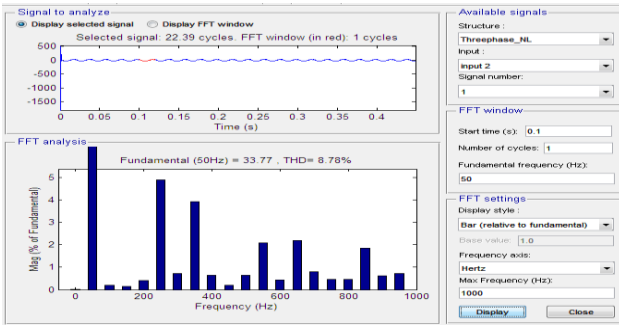 Signal to analyze
Display selected signal Display FFT window
Selected signal: 22.39 cycles. FFT window (in red): 1 cycles
500
0
-500
-1000
-1500
0 0.05 0.1 0.15 0.2 0.25 0.3 0.35 0.4
Time (s)
FFT analysis
Fundamental (50Hz) = 33.77 , THD= 8.78%
Mag (% of Fundamental)
5
4
3
2
1
0
0 200 400 600 800 1000
Frequency (Hz)
Available signals
Structure :
Threephase_NL
Input :
input 2
Signal number:
1
FFT window
Start time (s): 0.1
Number of cycles: 1
Fundamental frequency (Hz):
50
FFT settings
Display style :
Bar (relative to fundamental)
Base value: 1.0
Frequency axis:
Hertz
Max Frequency (Hz):
1000
Display Close